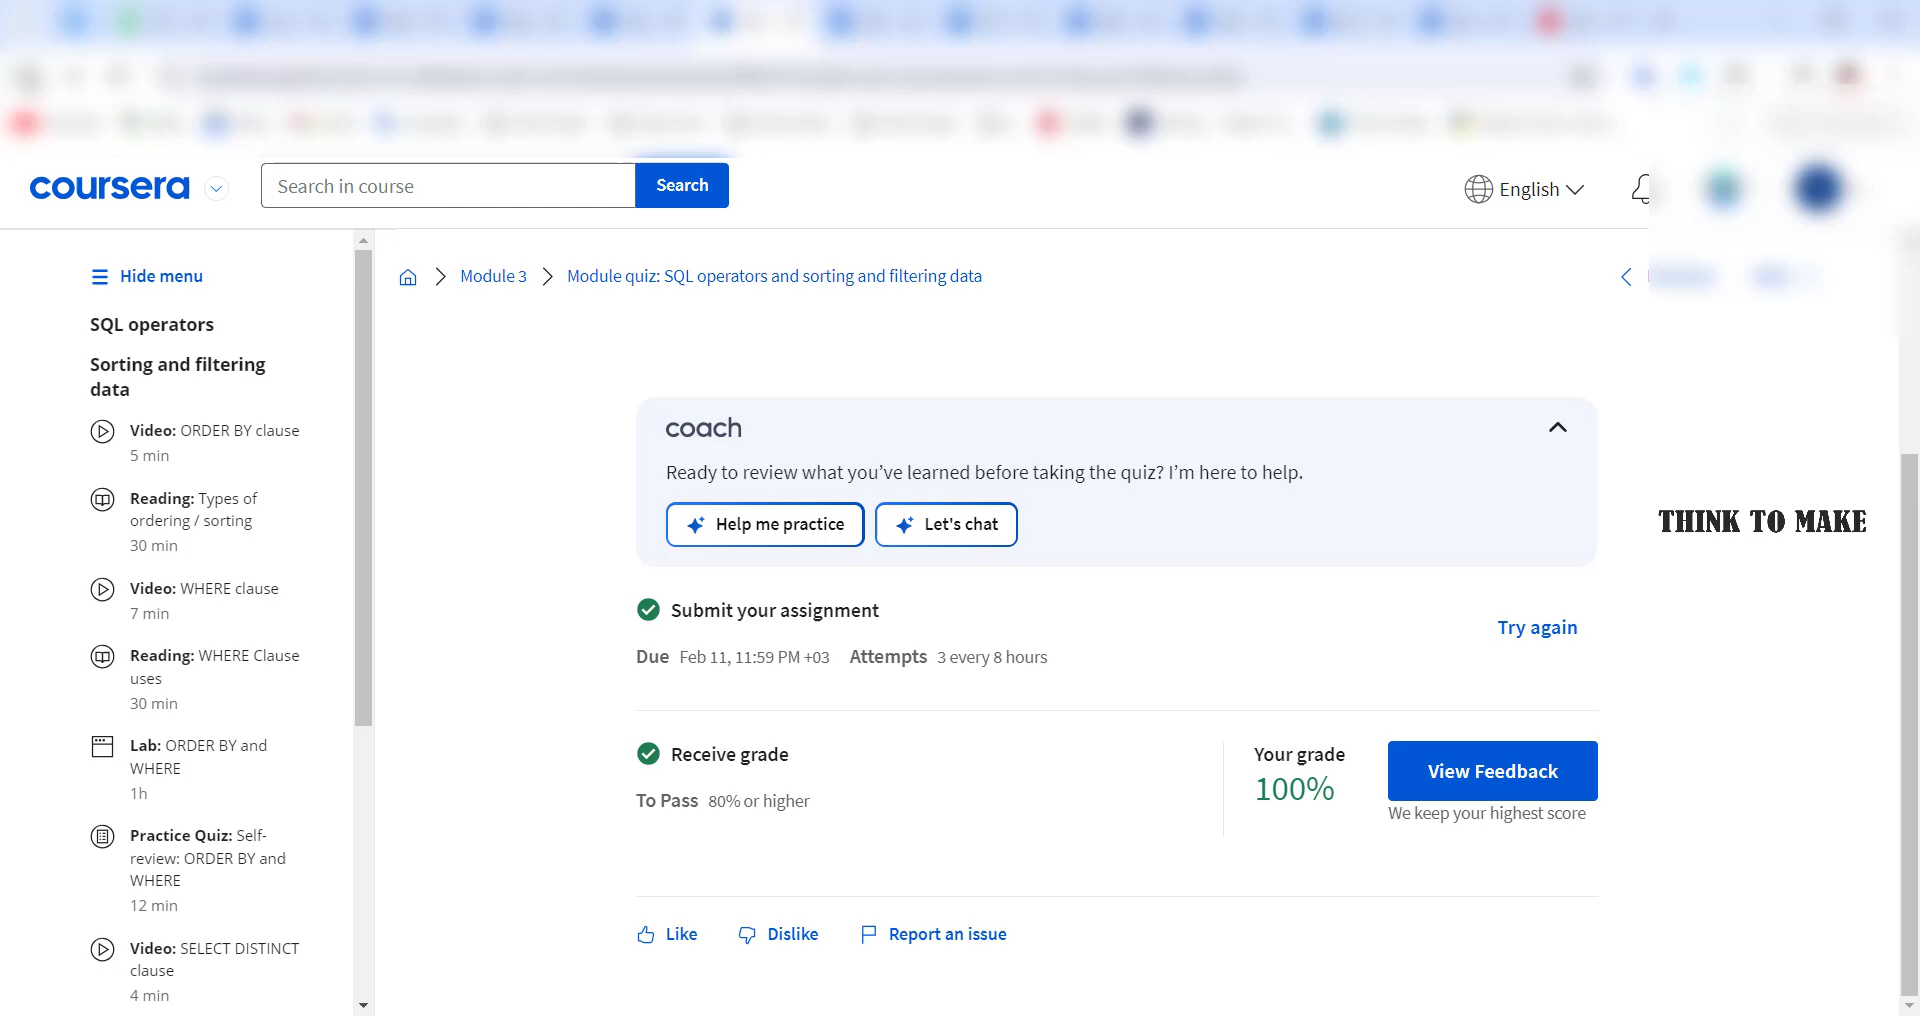 coursera
Search in course
Search
English
Hide menu
SQL operators
Sorting and filtering
data
Video: ORDER BY clause
5 min
Reading: Types of
ordering / sorting
30 min
Video: WHERE clause
7 min
Reading: WHERE Clause
uses
30 min
Lab: ORDER BY and
WHERE
1h
Practice Quiz: Self-
review: ORDER BY and
WHERE
12 min
Video: SELECT DISTINCT
clause
4 min
Module 3
Module quiz: SQL operators and sorting and filtering data
coach
Ready to review what you’ve learned before taking the quiz? I’m here to help.
Help me practice
Let's chat
Submit your assignment
Try again
Due Feb 11, 11:59 PM +03 Attempts 3 every 8 hours
Receive grade
To Pass 80% or higher
Your grade
100%
View Feedback
We keep your highest score
Like
Dislike
Report an issue
THINK TO MAKE